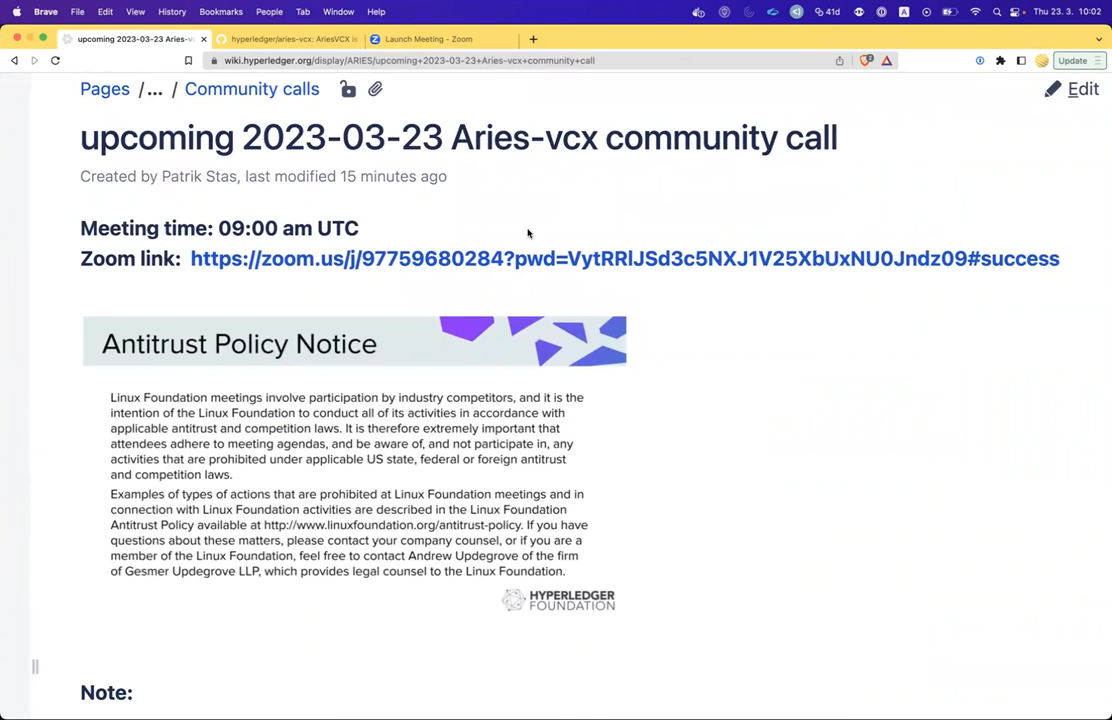 Brave File Edit View History Bookmarks People Tab Window Help 41d A Thu 23. 3. 10:02
upcoming 2023-03-23 Aries-v hyperledger/aries-vcx: AriesVCX is Launch Meeting - Zoom
wiki.hyperledger.org/display/ARIES/upcoming+2023-03-23+Aries-vcx+community+call 2 Update
Pages /... / Community calls Edit
upcoming 2023-03-23 Aries-vcx community call
Created by Patrik Stas, last modified 15 minutes ago
Meeting time: 09:00 am UTC
Zoom link: https://zoom.us/j/97759680284?pwd=VytRRlJSd3c5NXJ1V25XbUxNU0Jndz09#success
Antitrust Policy Notice
Linux Foundation meetings involve participation by industry competitors, and it is the
intention of the Linux Foundation to conduct all of its activities in accordance with
applicable antitrust and competition laws. It is therefore extremely important that
attendees adhere to meeting agendas, and be aware of, and not participate in, any
activities that are prohibited under applicable US state, federal or foreign antitrust
and competition laws.
Examples of types of actions that are prohibited at Linux Foundation meetings and in
connection with Linux Foundation activities are described in the Linux Foundation
Antitrust Policy available at http://www.linuxfoundation.org/antitrust-policy. If you have
questions about these matters, please contact your company counsel, or if you are a
member of the Linux Foundation, feel free to contact Andrew Updegrove of the firm
of Gesmer Updegrove LLP, which provides legal counsel to the Linux Foundation.
HYPERLEDGER
FOUNDATION
Note: